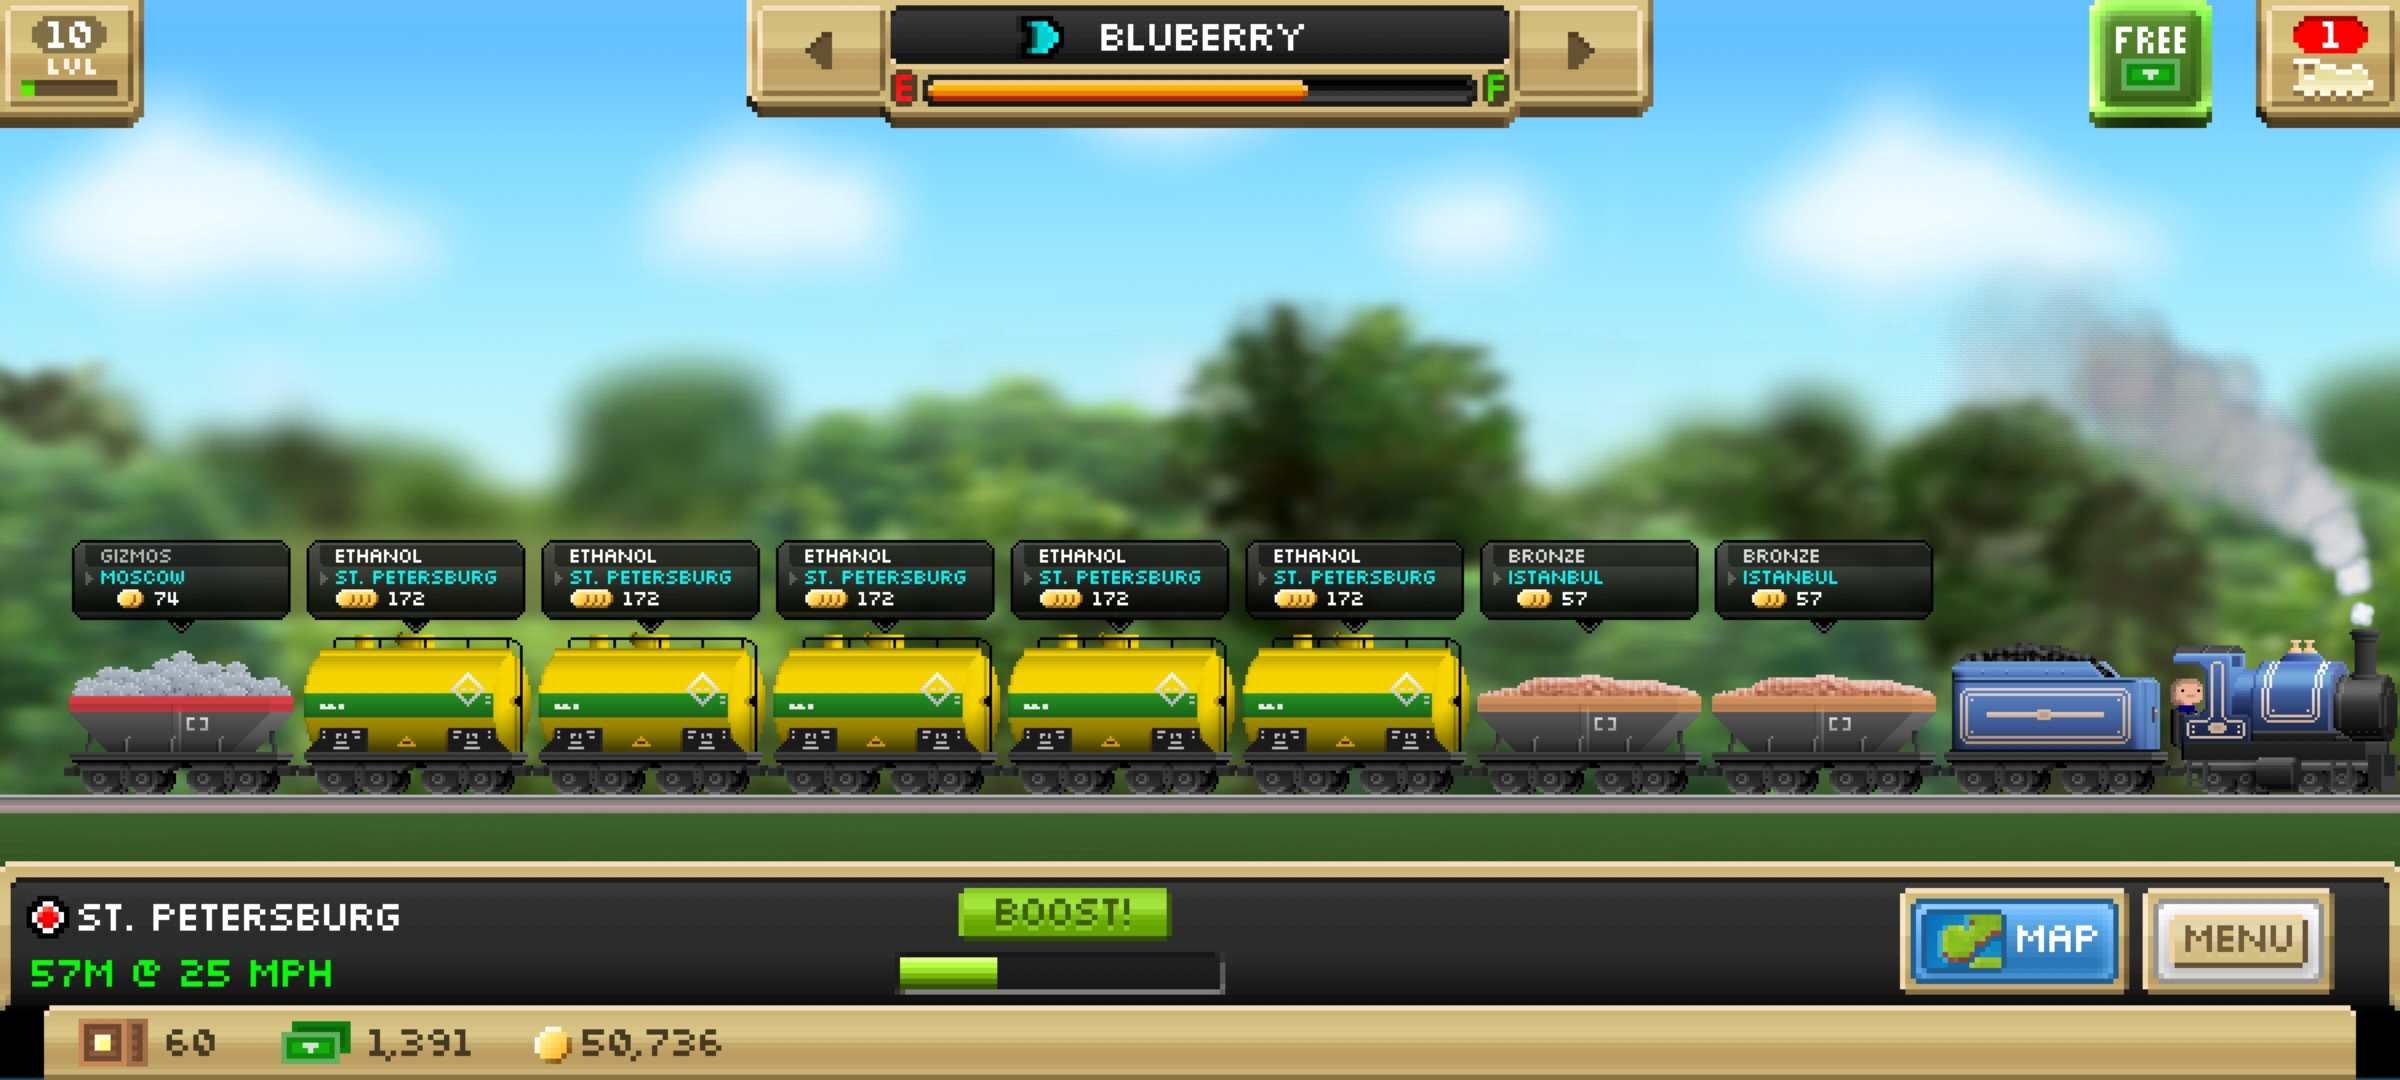 10
LVL
BLUBERRY
E
F
FREE
1
GIZMOS
MOSCOW
74
ETHANOL
ST. PETERSBURG
172
ETHANOL
ST. PETERSBURG
172
ETHANOL
ST. PETERSBURG
172
ETHANOL
ST. PETERSBURG
172
ETHANOL
ST. PETERSBURG
172
BRONZE
ISTANBUL
57
BRONZE
ISTANBUL
57
ST. PETERSBURG
57M @ 25 MPH
BOOST!
MAP
MENU
60
1,391
50,736